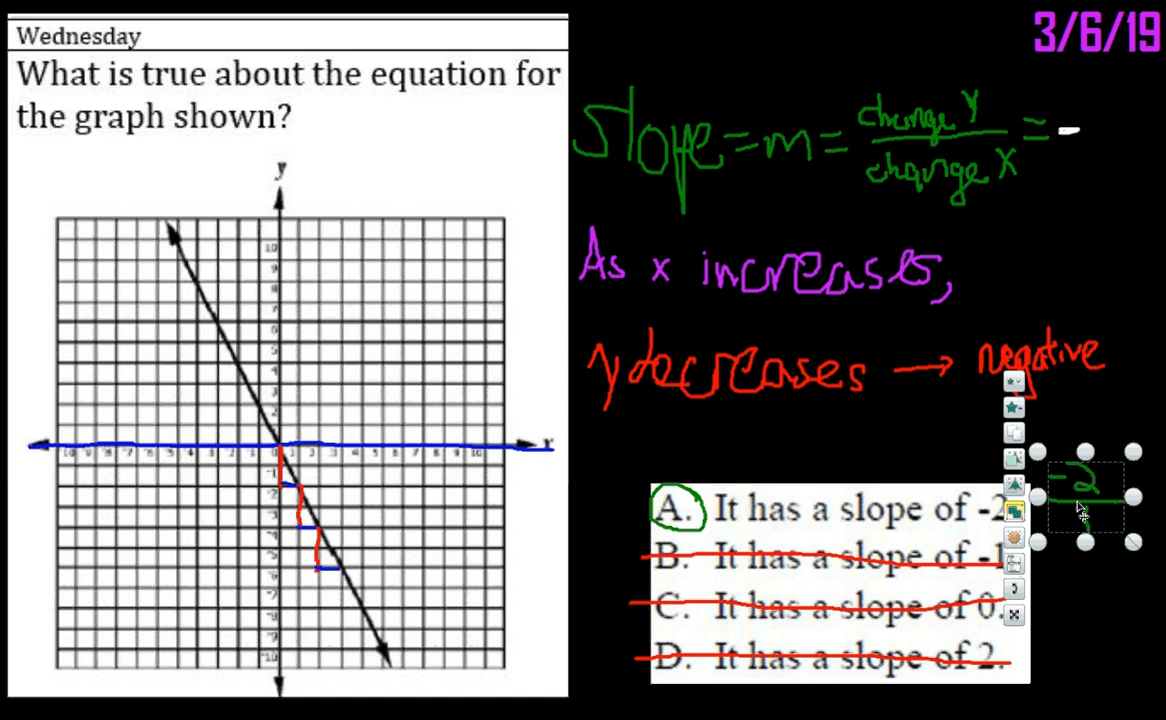 3/6/19
Wednesday
What is true about the equation for
the graph shown?
Slope = m = change Y / change X = -
As x increases,
y decreases → negative
y
x
A. It has a slope of -2
B. It has a slope of -1
C. It has a slope of 0.
D. It has a slope of 2.
-2
1